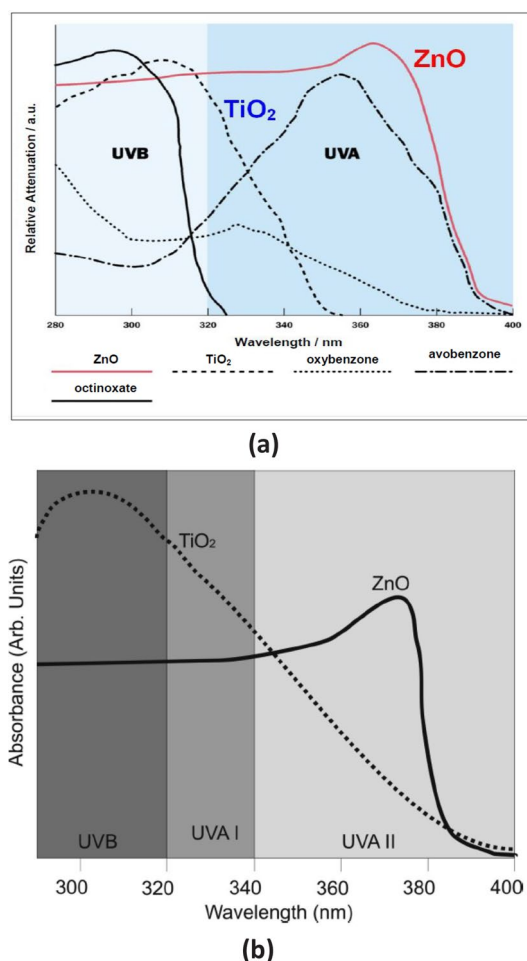 Relative Attenuation / a.u.
ZnO
TiO₂
UVB
UVA
280 300 320 340 360 380 400
Wavelength / nm
ZnO TiO₂ oxybenzone avobenzone
octinoxate
(a)
Absorbance (Arb. Units)
TiO₂
ZnO
UVB UVA I UVA II
300 320 340 360 380 400
Wavelength (nm)
(b)